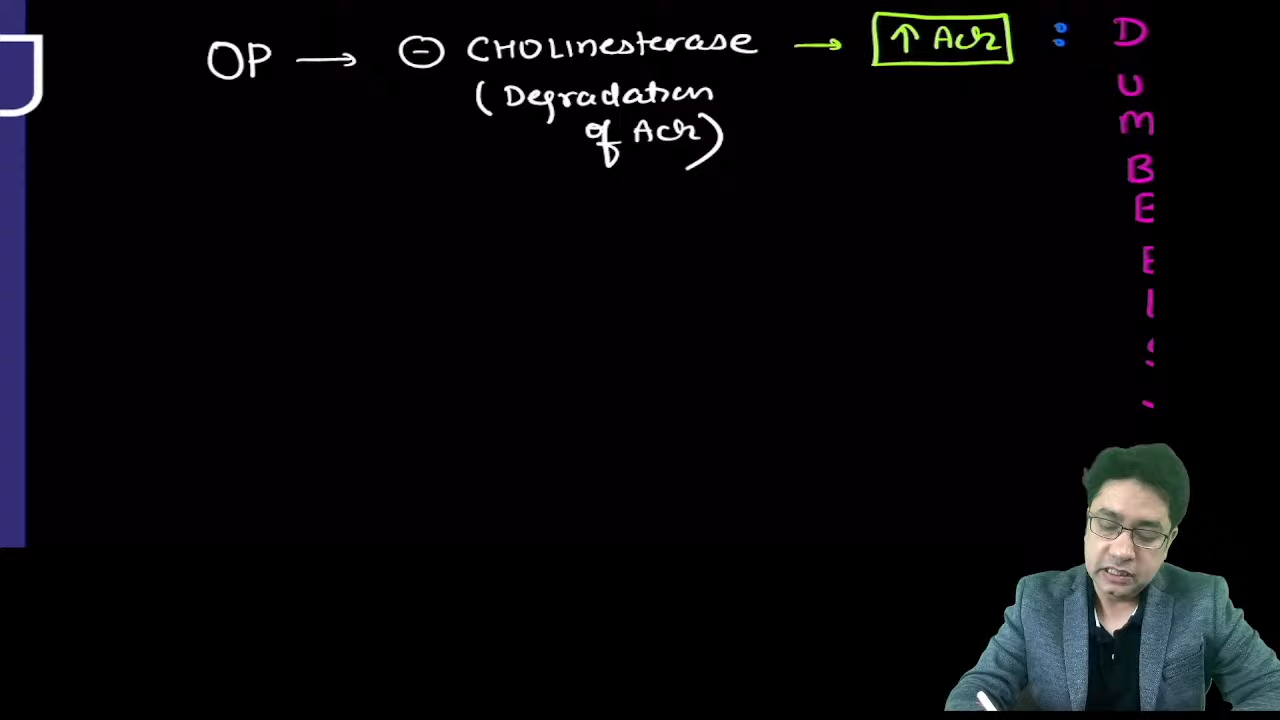 OP → ⊖ CHOLinesterase → ↑ Ach : D
(Degradation
of Ach)
U
M
B
E
E
L
S